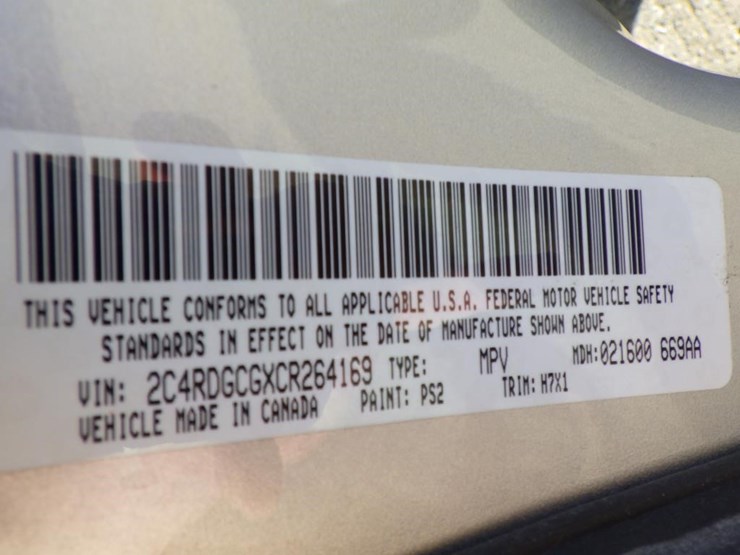 THIS VEHICLE CONFORMS TO ALL APPLICABLE U.S.A. FEDERAL MOTOR VEHICLE SAFETY
STANDARDS IN EFFECT ON THE DATE OF MANUFACTURE SHOWN ABOVE.
VIN: 2C4RDGCGXCR264169 TYPE: MPV MDH:021600 669AA
VEHICLE MADE IN CANADA PAINT: PS2 TRIM: H7X1